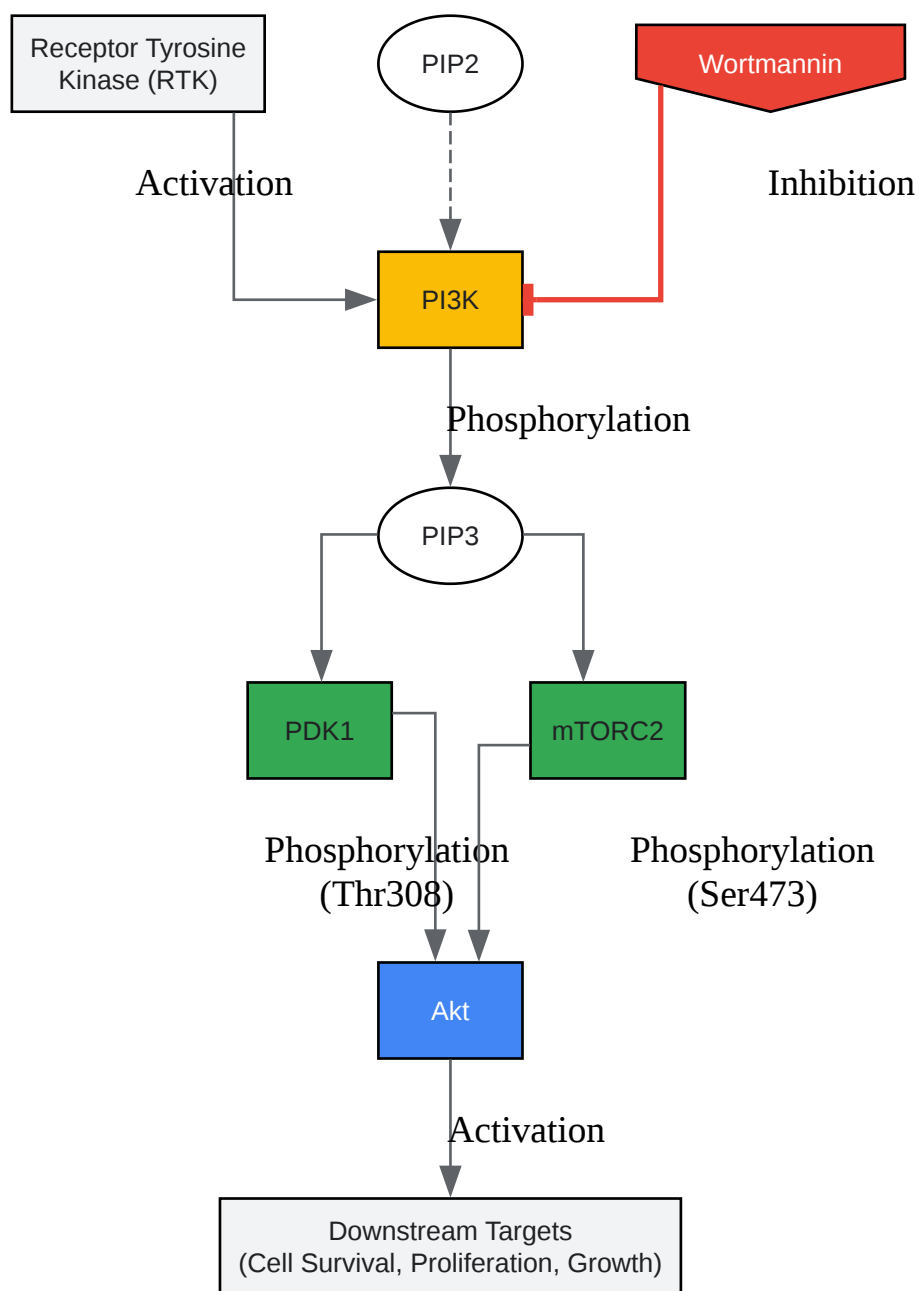 Receptor Tyrosine
Kinase (RTK)
PIP2
Wortmannin
Activation
Inhibition
PI3K
Phosphorylation
PIP3
PDK1
mTORC2
Phosphorylation
(Thr308)
Phosphorylation
(Ser473)
Akt
Activation
Downstream Targets
(Cell Survival, Proliferation, Growth)